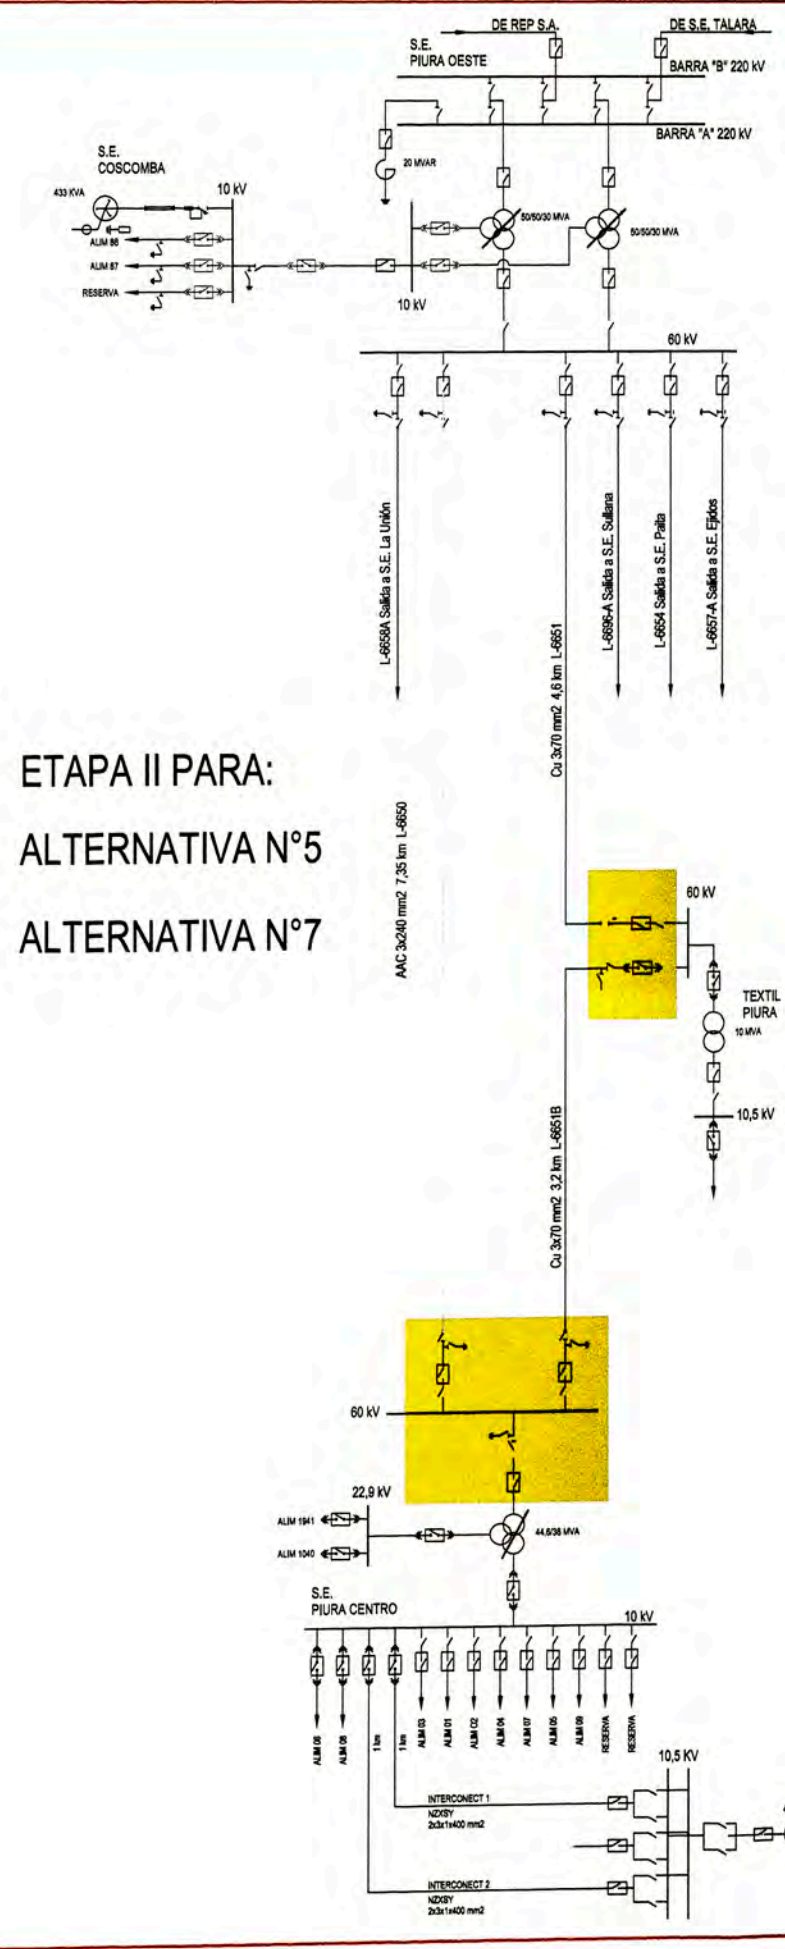 DE REP S.A.
DE S.E. TALARA
S.E.
PIURA OESTE
BARRA "B" 220 kV
BARRA "A" 220 kV
S.E.
COSCOMBA
20 MVAR
433 KVA
10 kV
50/50/30 MVA
50/50/30 MVA
ALIM 87
RESERVA
10 kV
60 kV
L-6658A Salida a S.E. La Unión
Cu 3x70 mm2 4,6 km L-6651
L-6696-A Salida a S.E. Sullana
L-6654 Salida a S.E. Paita
L-6657-A Salida a S.E. Ejidos
ETAPA II PARA:
ALTERNATIVA N°5
ALTERNATIVA N°7
AAC 3x240 mm2 7,35 km L-6650
60 kV
TEXTIL
PIURA
10 MVA
10,5 kV
Cu 3x70 mm2 3,2 km L-6651B
60 kV
22,9 kV
ALIM 1941
ALIM 1040
44,6/38 MVA
S.E.
PIURA CENTRO
10 kV
ALIM 08
1 km
1 km
ALIM 03
ALIM 01
ALIM 02
ALIM 04
ALIM 07
ALIM 05
ALIM 09
RESERVA
RESERVA
10,5 KV
INTERCONECT 1
NZXSY
2x3x1x400 mm2
INTERCONECT 2
NZXSY
2x3x1x400 mm2